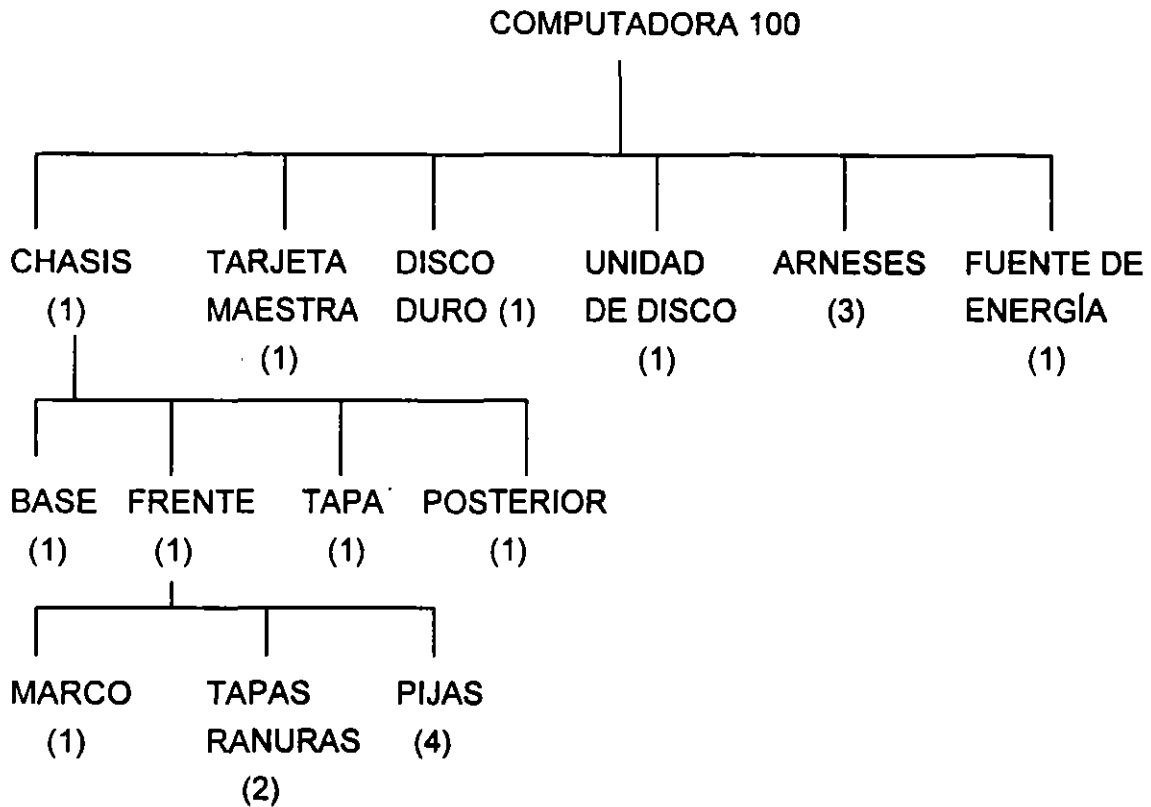 COMPUTADORA 100
CHASIS TARJETA DISCO UNIDAD ARNESES FUENTE DE
(1) MAESTRA DURO (1) DE DISCO (3) ENERGÍA
(1) (1) (1)
BASE FRENTE TAPA POSTERIOR
(1) (1) (1) (1)
MARCO TAPAS PIJAS
(1) RANURAS (4)
(2)